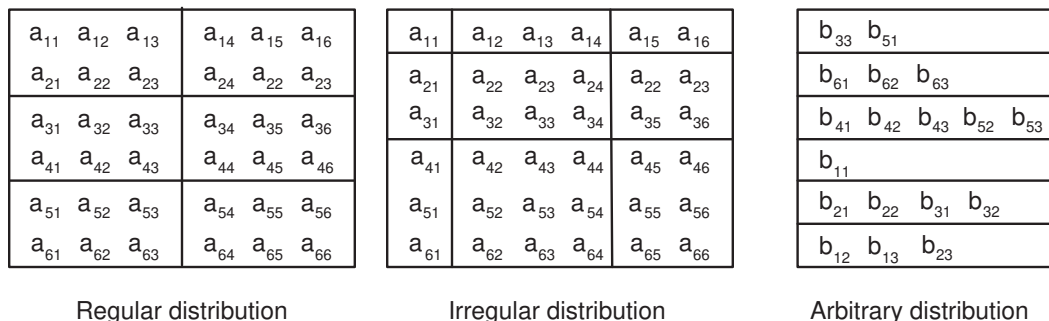 a11 a12 a13 a14 a15 a16
a21 a22 a23 a24 a22 a23
a31 a32 a33 a34 a35 a36
a41 a42 a43 a44 a45 a46
a51 a52 a53 a54 a55 a56
a61 a62 a63 a64 a65 a66
Regular distribution
a11 a12 a13 a14 a15 a16
a21 a22 a23 a24 a22 a23
a31 a32 a33 a34 a35 a36
a41 a42 a43 a44 a45 a46
a51 a52 a53 a54 a55 a56
a61 a62 a63 a64 a65 a66
Irregular distribution
b33 b51
b61 b62 b63
b41 b42 b43 b52 b53
b11
b21 b22 b31 b32
b12 b13 b23
Arbitrary distribution